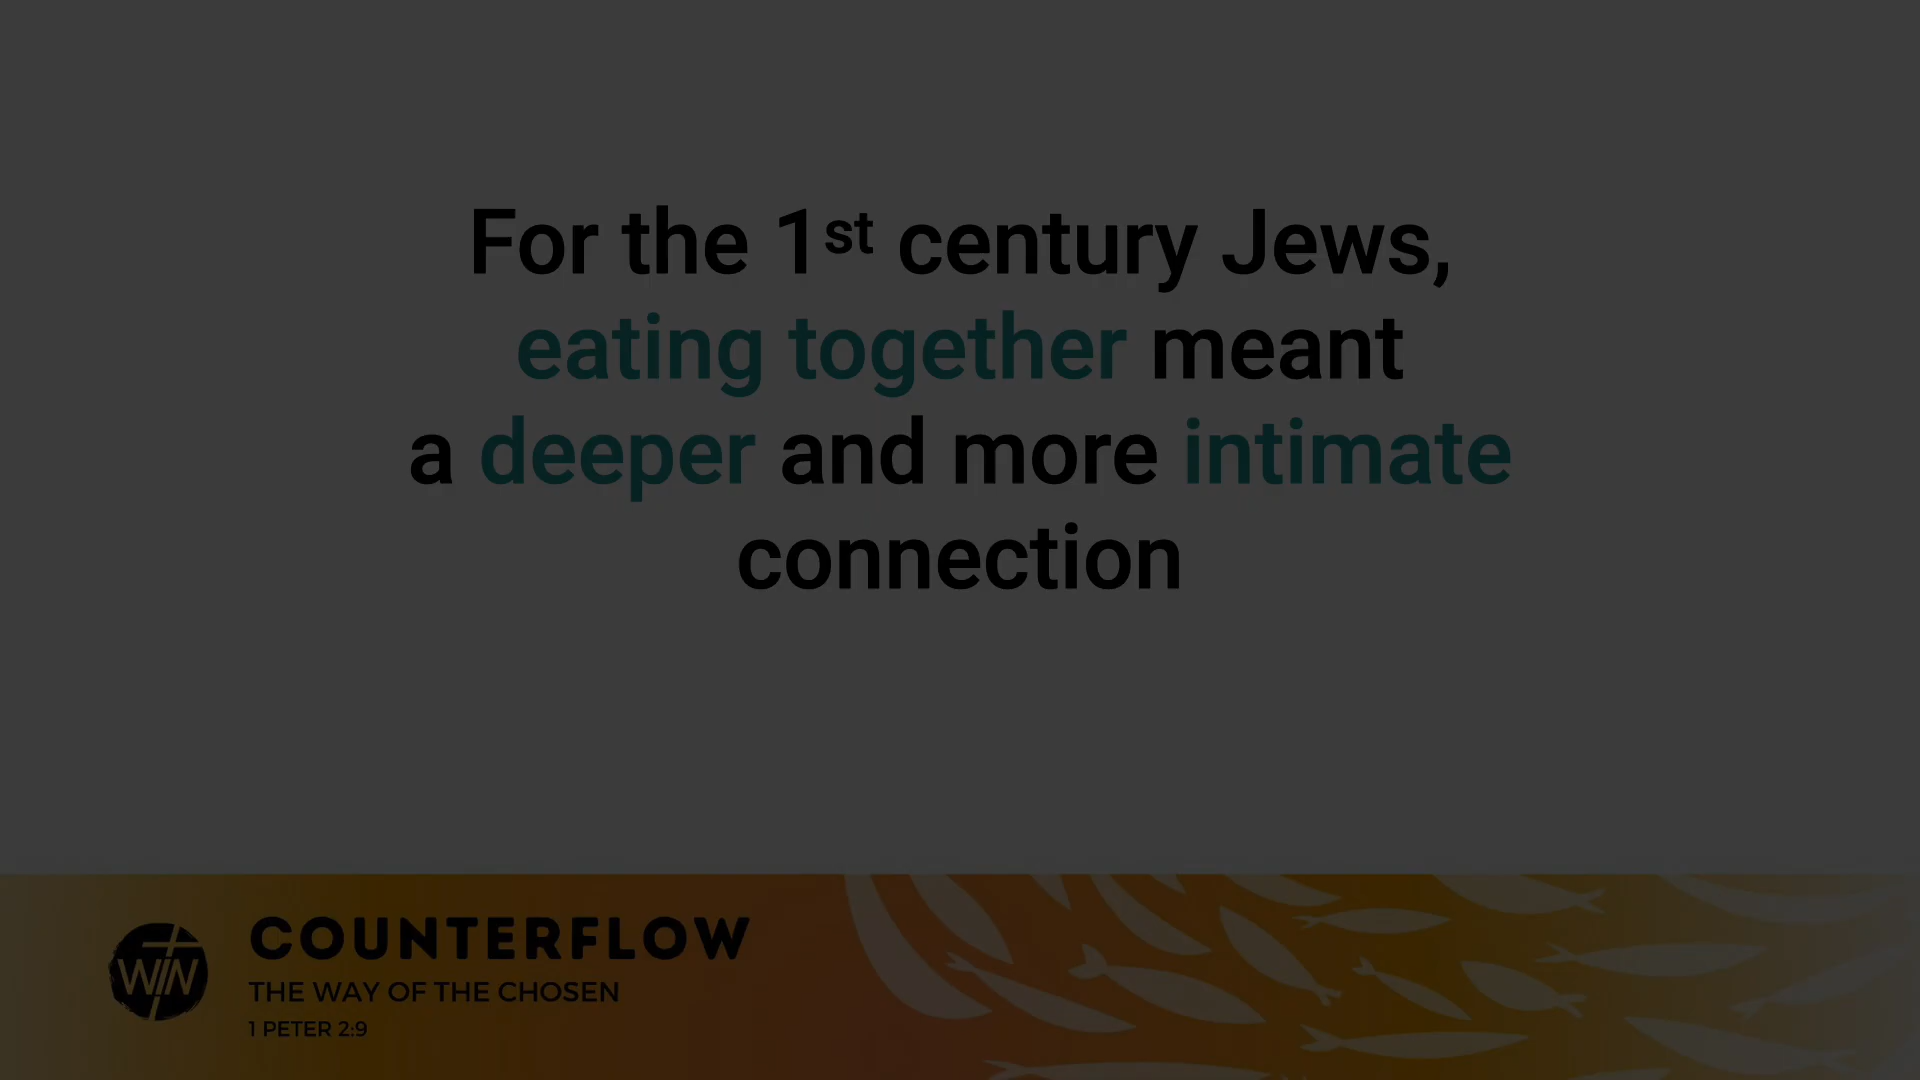 For the 1st century Jews,
eating together meant
a deeper and more intimate
connection
WIN
COUNTERFLOW
THE WAY OF THE CHOSEN
1 PETER 2:9